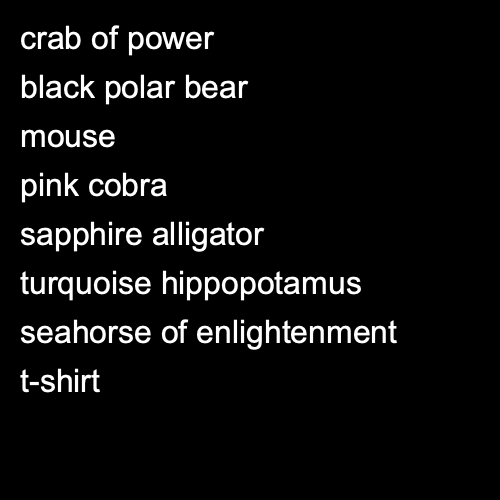 crab of power
black polar bear
mouse
pink cobra
sapphire alligator
turquoise hippopotamus
seahorse of enlightenment
t-shirt